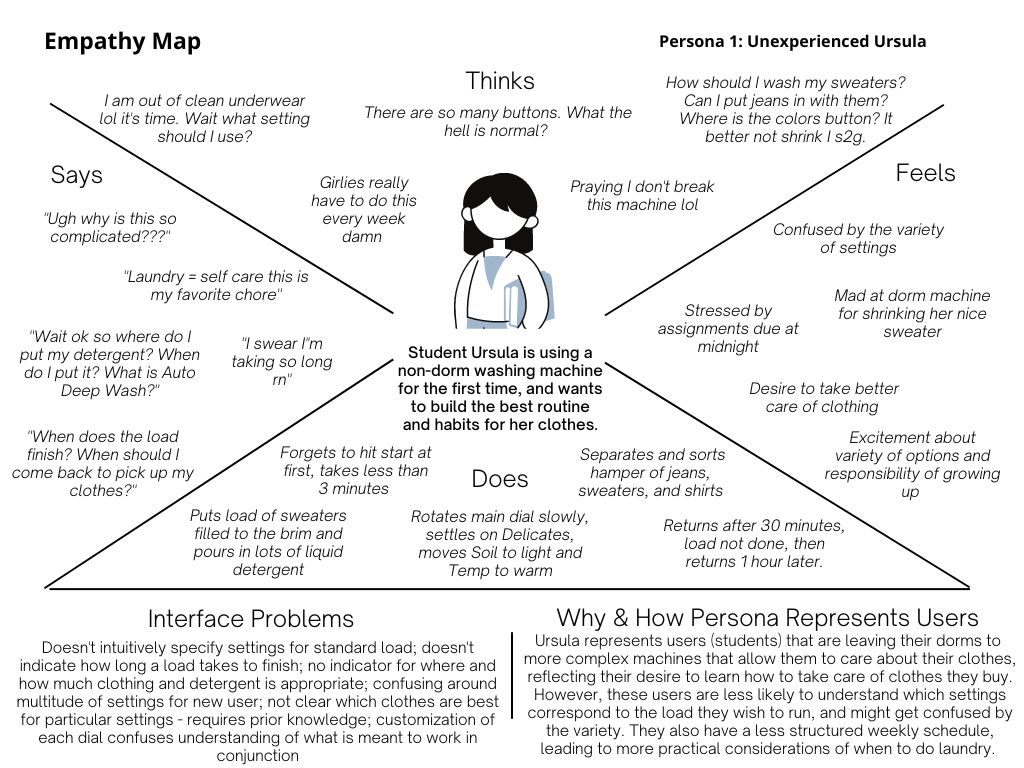 Empathy Map
Persona 1: Unexperienced Ursula
Thinks
I am out of clean underwear
lol it's time. Wait what setting
should I use?
There are so many buttons. What the
hell is normal?
How should I wash my sweaters?
Can I put jeans in with them?
Where is the colors button? It
better not shrink I s2g.
Girlies really
have to do this
every week
damn
Praying I don't break
this machine lol
Says
"Ugh why is this so
complicated???"
"Laundry = self care this is
my favorite chore"
"Wait ok so where do I
put my detergent? When
do I put it? What is Auto
Deep Wash?"
"I swear I"m
taking so long
rn"
"When does the load
finish? When should I
come back to pick up my
clothes?"
Feels
Confused by the variety
of settings
Stressed by
assignments due at
midnight
Mad at dorm machine
for shrinking her nice
sweater
Desire to take better
care of clothing
Excitement about
variety of options and
responsibility of growing
up
Student Ursula is using a
non-dorm washing machine
for the first time, and wants
to build the best routine
and habits for her clothes.
Does
Forgets to hit start at
first, takes less than
3 minutes
Separates and sorts
hamper of jeans,
sweaters, and shirts
Puts load of sweaters
filled to the brim and
pours in lots of liquid
detergent
Rotates main dial slowly,
settles on Delicates,
moves Soil to light and
Temp to warm
Returns after 30 minutes,
load not done, then
returns 1 hour later.
Interface Problems
Doesn't intuitively specify settings for standard load; doesn't
indicate how long a load takes to finish; no indicator for where and
how much clothing and detergent is appropriate; confusing around
multitude of settings for new user; not clear which clothes are best
for particular settings - requires prior knowledge; customization of
each dial confuses understanding of what is meant to work in
conjunction
Why & How Persona Represents Users
Ursula represents users (students) that are leaving their dorms to
more complex machines that allow them to care about their clothes,
reflecting their desire to learn how to take care of clothes they buy.
However, these users are less likely to understand which settings
correspond to the load they wish to run, and might get confused by
the variety. They also have a less structured weekly schedule,
leading to more practical considerations of when to do laundry.